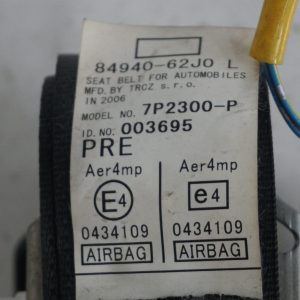 84940-62J0 L
SEAT BELT FOR AUTOMOBILES
MFD. BY TRCZ s.r.o.
IN 2006
MODEL NO. 7P2300-P
ID. NO. 003695
PRE
Aer4mp Aer4mp
E4 e4
0434109 0434109
AIRBAG AIRBAG